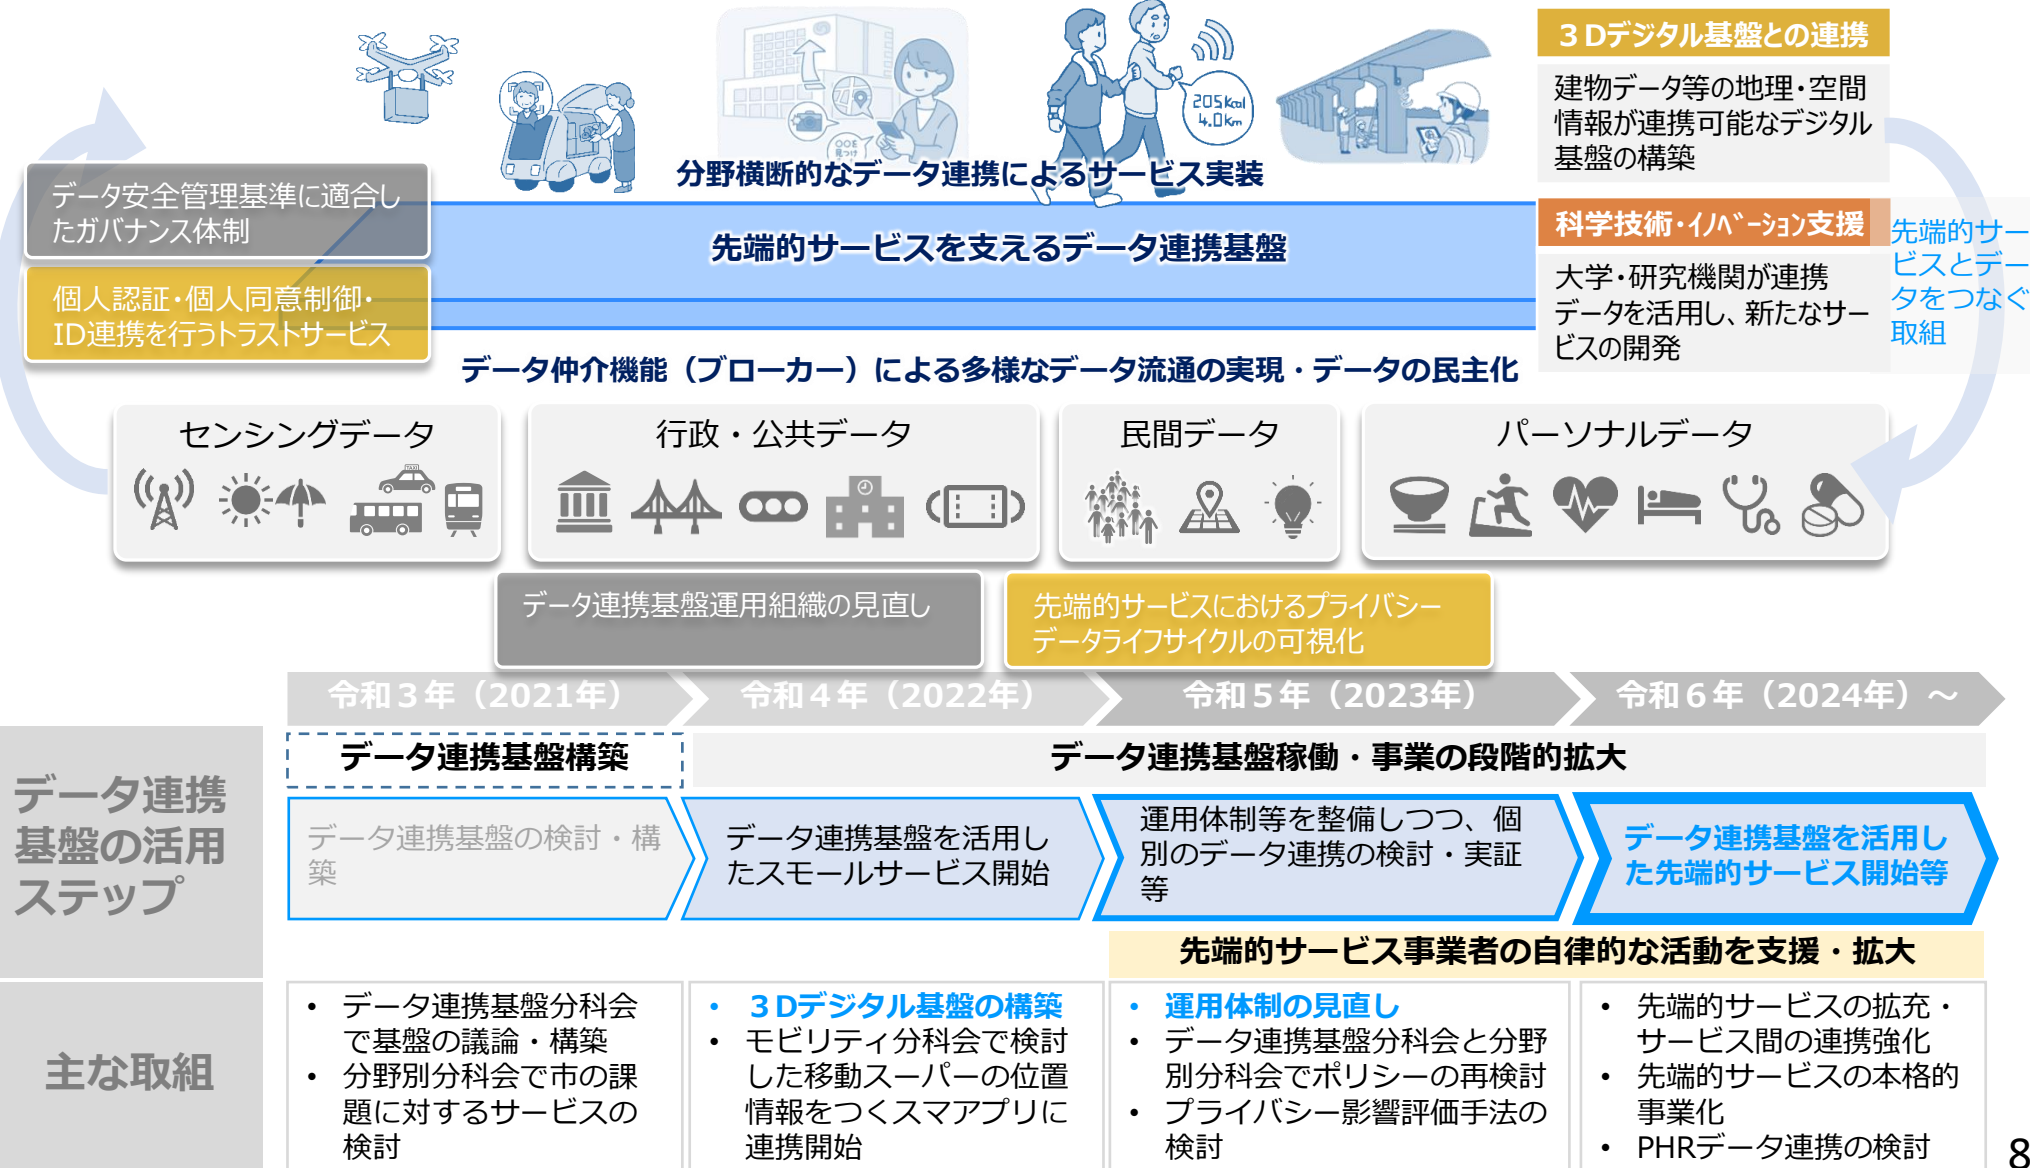 205kcal
4.0km
３Dデジタル基盤との連携
建物データ等の地理・空間
情報が連携可能なデジタル
基盤の構築
分野横断的なデータ連携によるサービス実装
データ安全管理基準に適合し
たガバナンス体制
先端的サービスを支えるデータ連携基盤
科学技術・イノベーション支援
大学・研究機関が連携
データを活用し、新たなサー
ビスの開発
先端的サー
ビスとデー
タをつなぐ
取組
個人認証・個人同意制御・
ID連携を行うトラストサービス
データ仲介機能（ブローカー）による多様なデータ流通の実現・データの民主化
センシングデータ
行政・公共データ
民間データ
パーソナルデータ
TAXI
データ連携基盤運用組織の見直し
先端的サービスにおけるプライバシー
データライフサイクルの可視化
令和３年（2021年）
令和４年（2022年）
令和５年（2023年）
令和６年（2024年）～
データ連携
基盤の活用
ステップ
データ連携基盤構築
データ連携基盤稼働・事業の段階的拡大
データ連携基盤の検討・構
築
データ連携基盤を活用し
たスモールサービス開始
運用体制等を整備しつつ、個
別のデータ連携の検討・実証
等
データ連携基盤を活用し
た先端的サービス開始等
先端的サービス事業者の自律的な活動を支援・拡大
主な取組
• データ連携基盤分科会
で基盤の議論・構築
• 分野別分科会で市の課
題に対するサービスの
検討
• ３Dデジタル基盤の構築
• モビリティ分科会で検討
した移動スーパーの位置
情報をつくスマアプリに
連携開始
• 運用体制の見直し
• データ連携基盤分科会と分野
別分科会でポリシーの再検討
• プライバシー影響評価手法の
検討
• 先端的サービスの拡充・
サービス間の連携強化
• 先端的サービスの本格的
事業化
• PHRデータ連携の検討
8